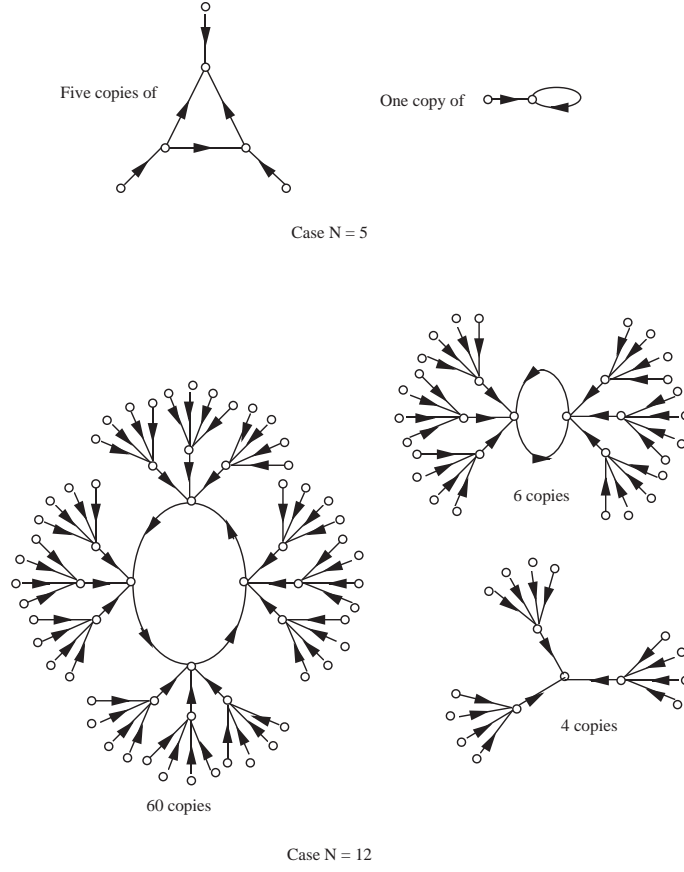 Five copies of
One copy of
Case N = 5
6 copies
4 copies
60 copies
Case N = 12